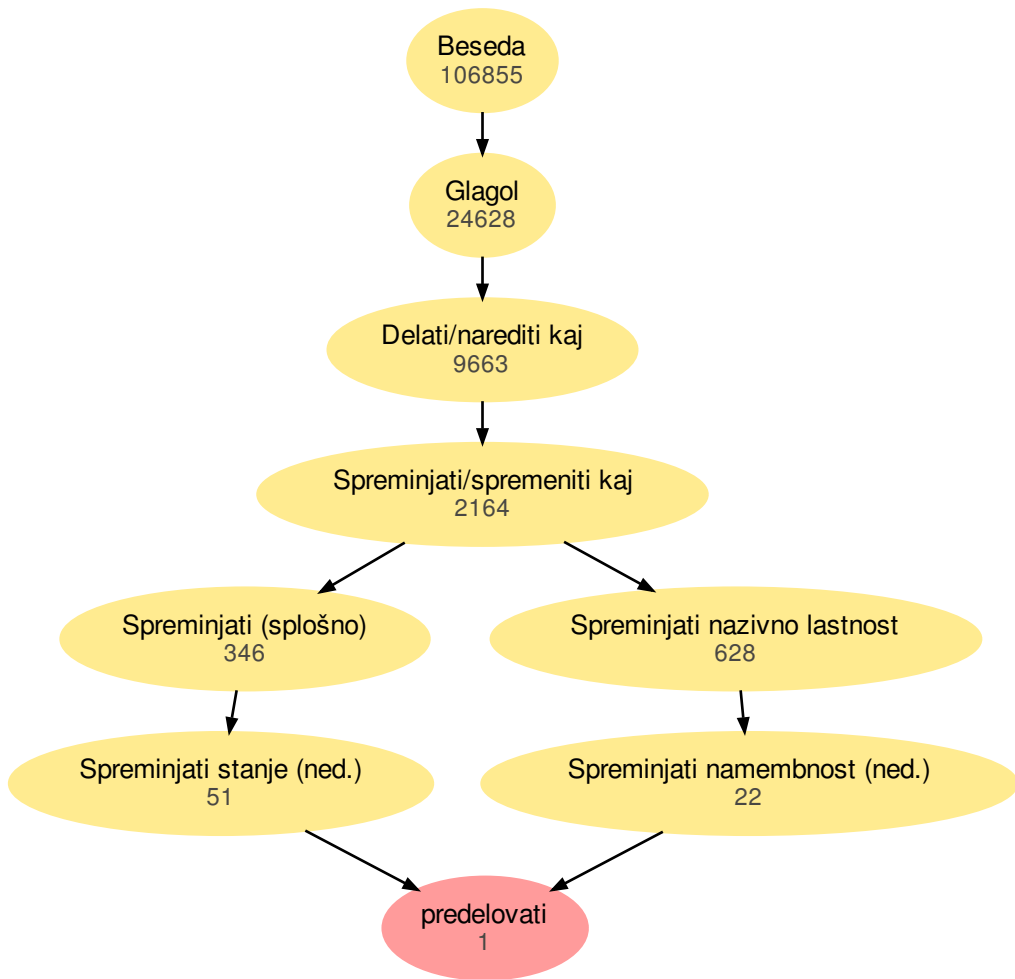 Beseda
106855
Glagol
24628
Delati/narediti kaj
9663
Spreminjati/spremeniti kaj
2164
Spreminjati (splošno)
346
Spreminjati nazivno lastnost
628
Spreminjati stanje (ned.)
51
Spreminjati namembnost (ned.)
22
predelovati
1